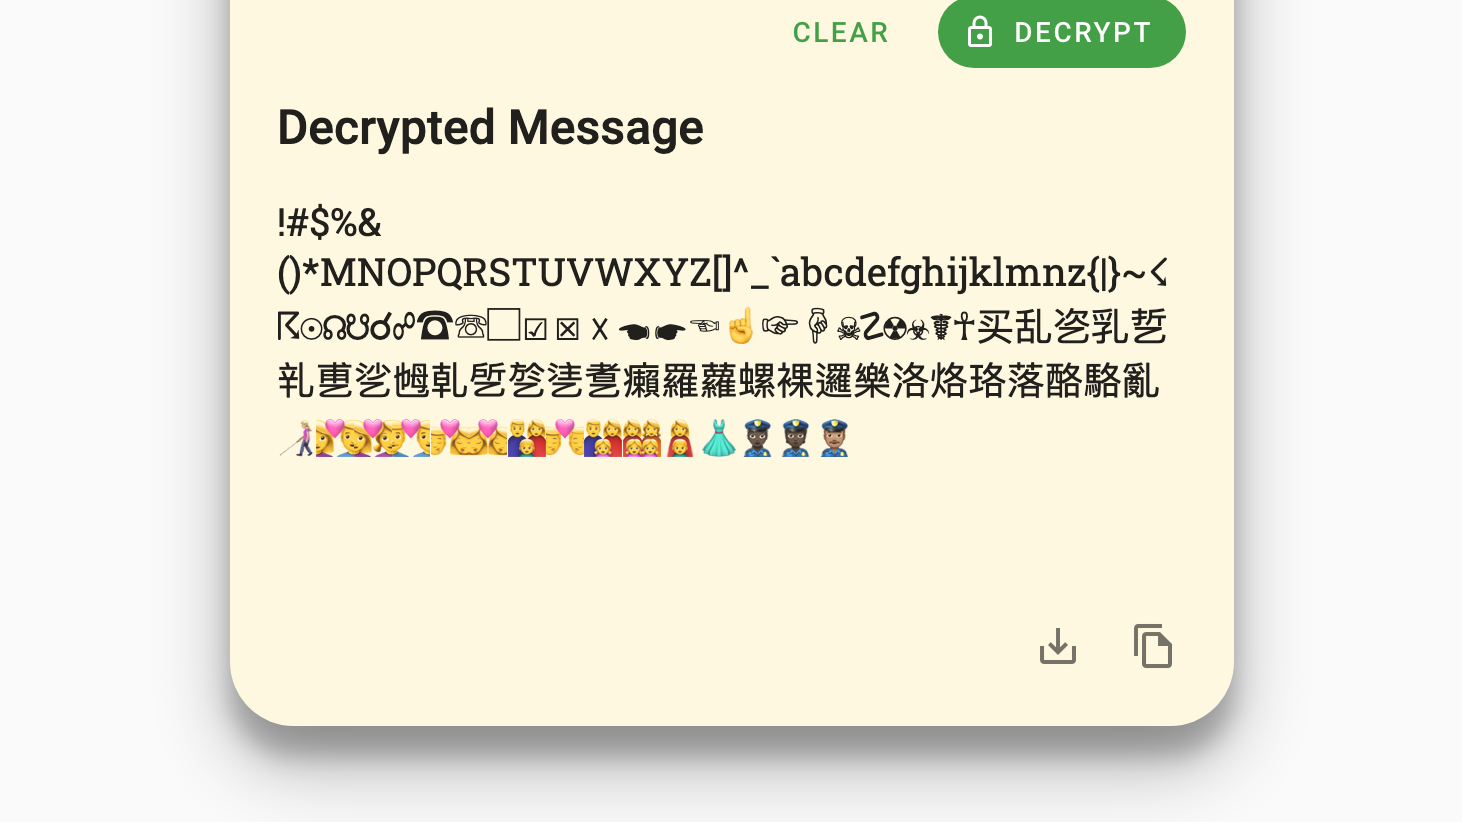 CLEAR
DECRYPT
Decrypted Message
!#$%&
()*MNOPQRSTUVWXYZ[]^_`abcdefghijklmnz{|}~☇
☈☉☊☋☌☍☎☏☐☑☒☓☚☛☜☝☞☟☠☡☢☣☤☥买乱乲乳乴
乵乶乷乸乹乺乻乼乽癩羅蘿螺裸邏樂洛烙珞落酪駱亂